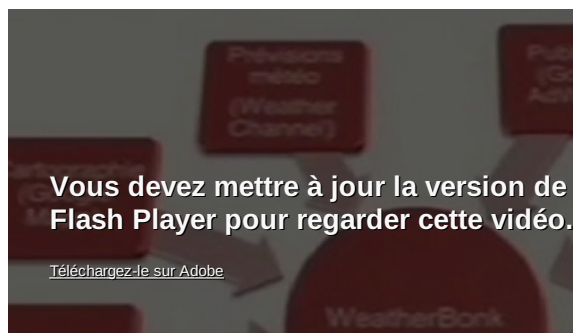 Prévisions
météo
(Weather
Channel)
Cartographie
Vous devez mettre à jour la version de
Flash Player pour regarder cette vidéo.
Téléchargez-le sur Adobe
WeatherBonk